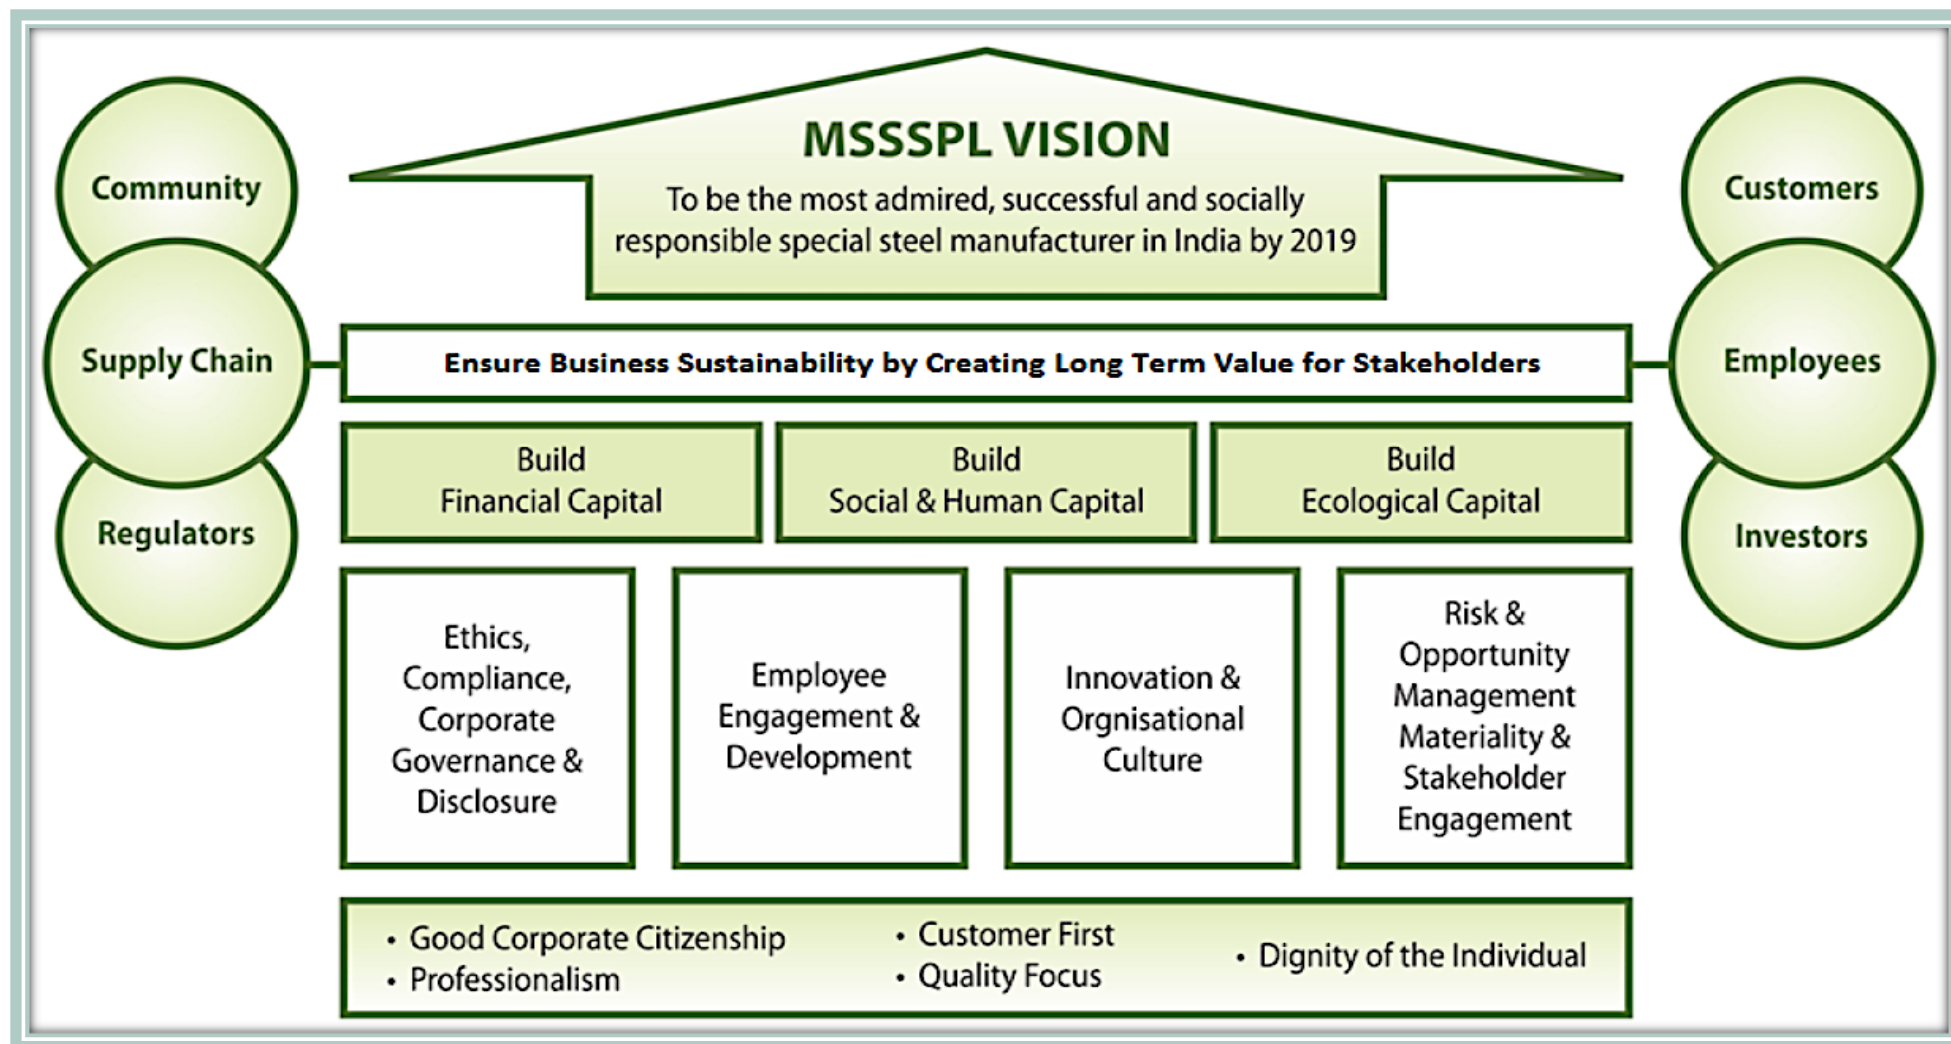 MSSSPL VISION
To be the most admired, successful and socially
responsible special steel manufacturer in India by 2019
Community
Supply Chain
Regulators
Customers
Employees
Investors
Ensure Business Sustainability by Creating Long Term Value for Stakeholders
Build
Financial Capital
Build
Social & Human Capital
Build
Ecological Capital
Ethics,
Compliance,
Corporate
Governance &
Disclosure
Employee
Engagement &
Development
Innovation &
Orgnisational
Culture
Risk &
Opportunity
Management
Materiality &
Stakeholder
Engagement
• Good Corporate Citizenship
• Professionalism
• Customer First
• Quality Focus
• Dignity of the Individual